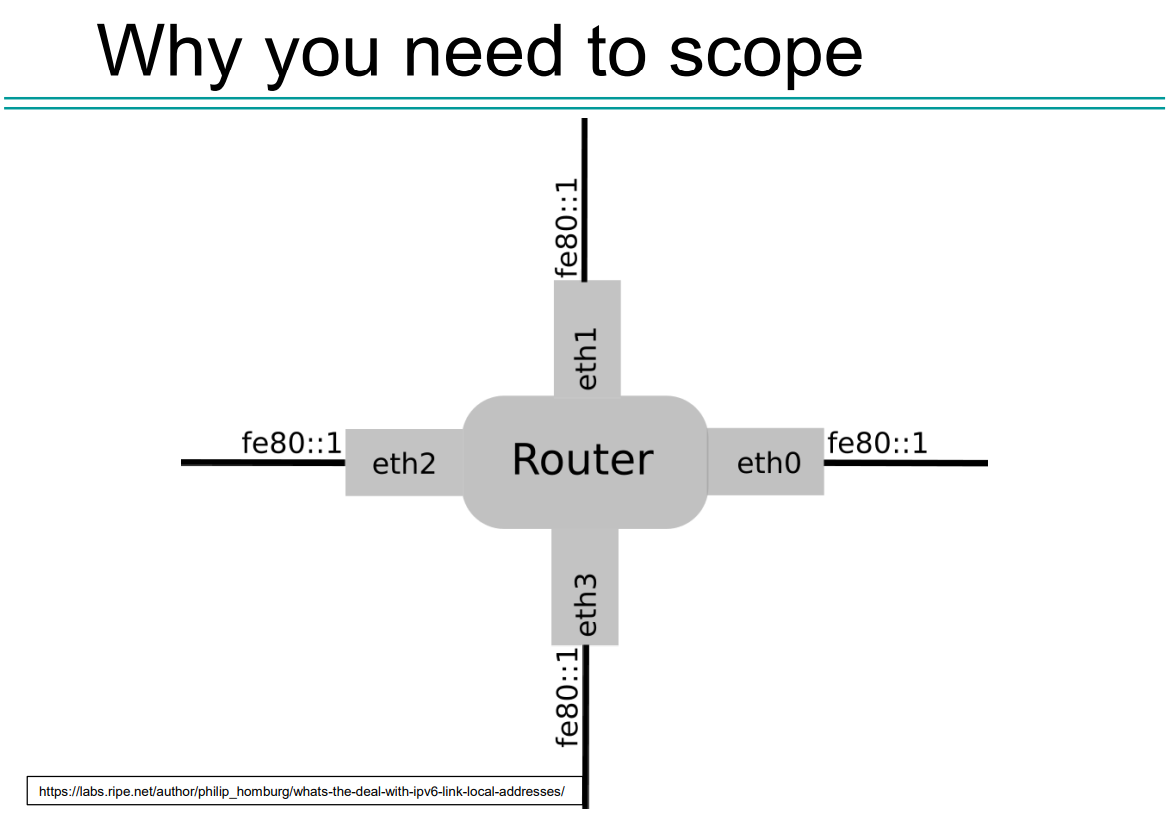 Why you need to scope
fe80::1
eth1
fe80::1
eth2
Router
eth0
fe80::1
eth3
fe80::1
https://labs.ripe.net/author/philip_homburg/whats-the-deal-with-ipv6-link-local-addresses/